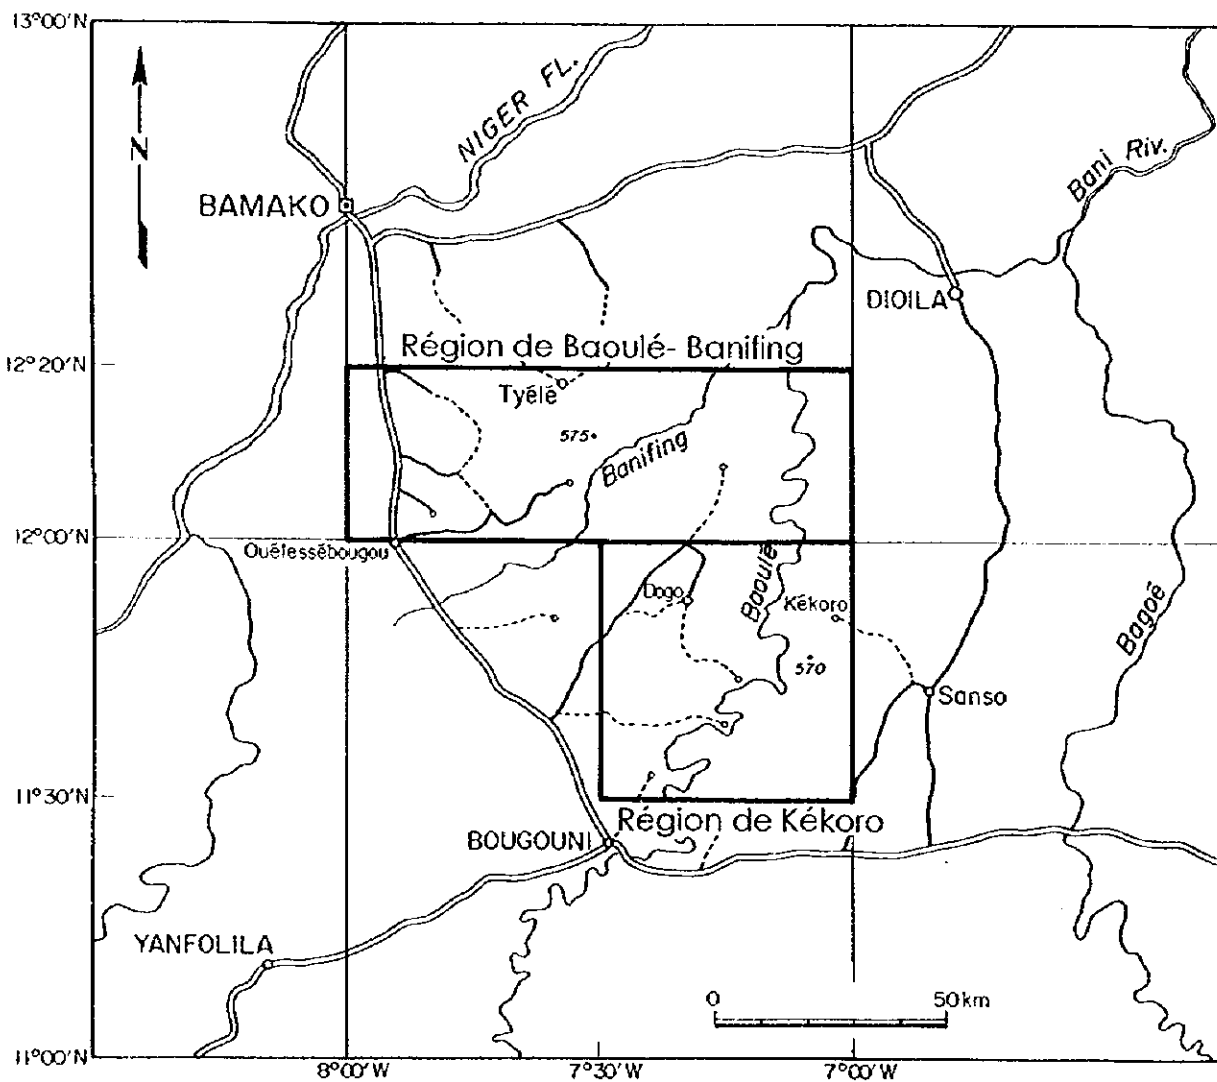 13°00'N
NIGER FL.
N
Bani Riv.
BAMAKO
DIOILA
Région de Baoulé- Banifing
12°20'N
Tyélé
575
Banifing
12°00'N
Ouéléssébougou
Baoulé
Dogo
Kékoro
Bagoé
570
Sanso
11°30'N
Région de Kékoro
BOUGOUNI
YANFOLILA
0 50km
11°00'N
8°00'W 7°30'W 7°00'W